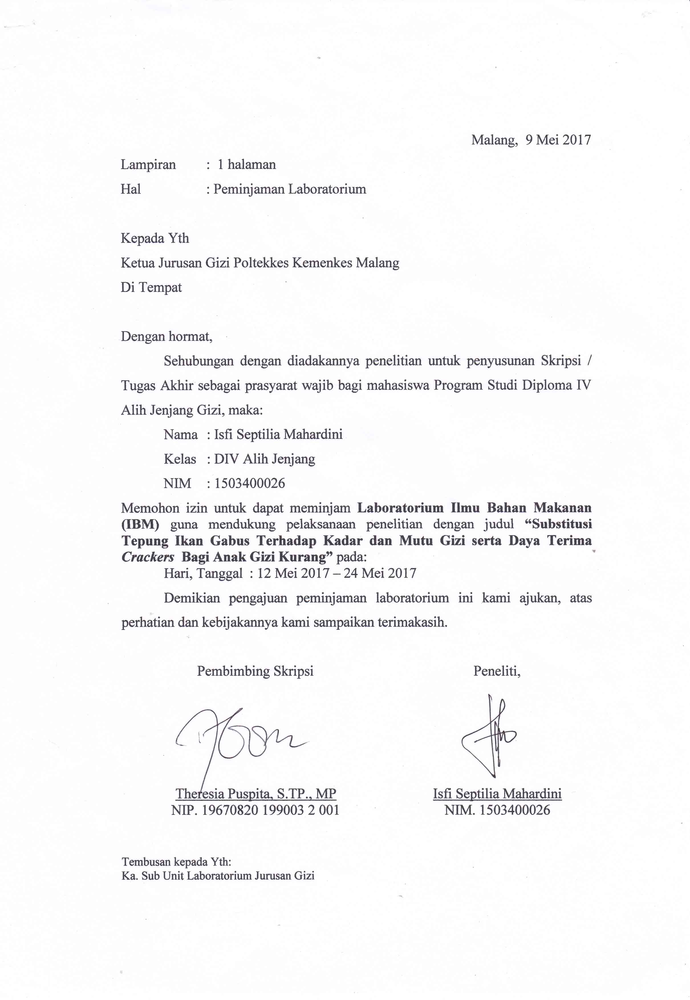 Malang, 9 Mei 2017
Lampiran : 1 halaman
Hal : Peminjaman Laboratorium
Kepada Yth
Ketua Jurusan Gizi Poltekkes Kemenkes Malang
Di Tempat
Dengan hormat,
Sehubungan dengan diadakannya penelitian untuk penyusunan Skripsi /
Tugas Akhir sebagai prasyarat wajib bagi mahasiswa Program Studi Diploma IV
Alih Jenjang Gizi, maka:
Nama : Isfi Septilia Mahardini
Kelas : DIV Alih Jenjang
NIM : 1503400026
Memohon izin untuk dapat meminjam Laboratorium Ilmu Bahan Makanan
(IBM) guna mendukung pelaksanaan penelitian dengan judul “Substitusi
Tepung Ikan Gabus Terhadap Kadar dan Mutu Gizi serta Daya Terima
Crackers Bagi Anak Gizi Kurang” pada:
Hari, Tanggal : 12 Mei 2017 – 24 Mei 2017
Demikian pengajuan peminjaman laboratorium ini kami ajukan, atas
perhatian dan kebijakannya kami sampaikan terimakasih.
Pembimbing Skripsi Peneliti,
Theresia Puspita, S.TP., MP Isfi Septilia Mahardini
NIP. 19670820 199003 2 001 NIM. 1503400026
Tembusan kepada Yth:
Ka. Sub Unit Laboratorium Jurusan Gizi